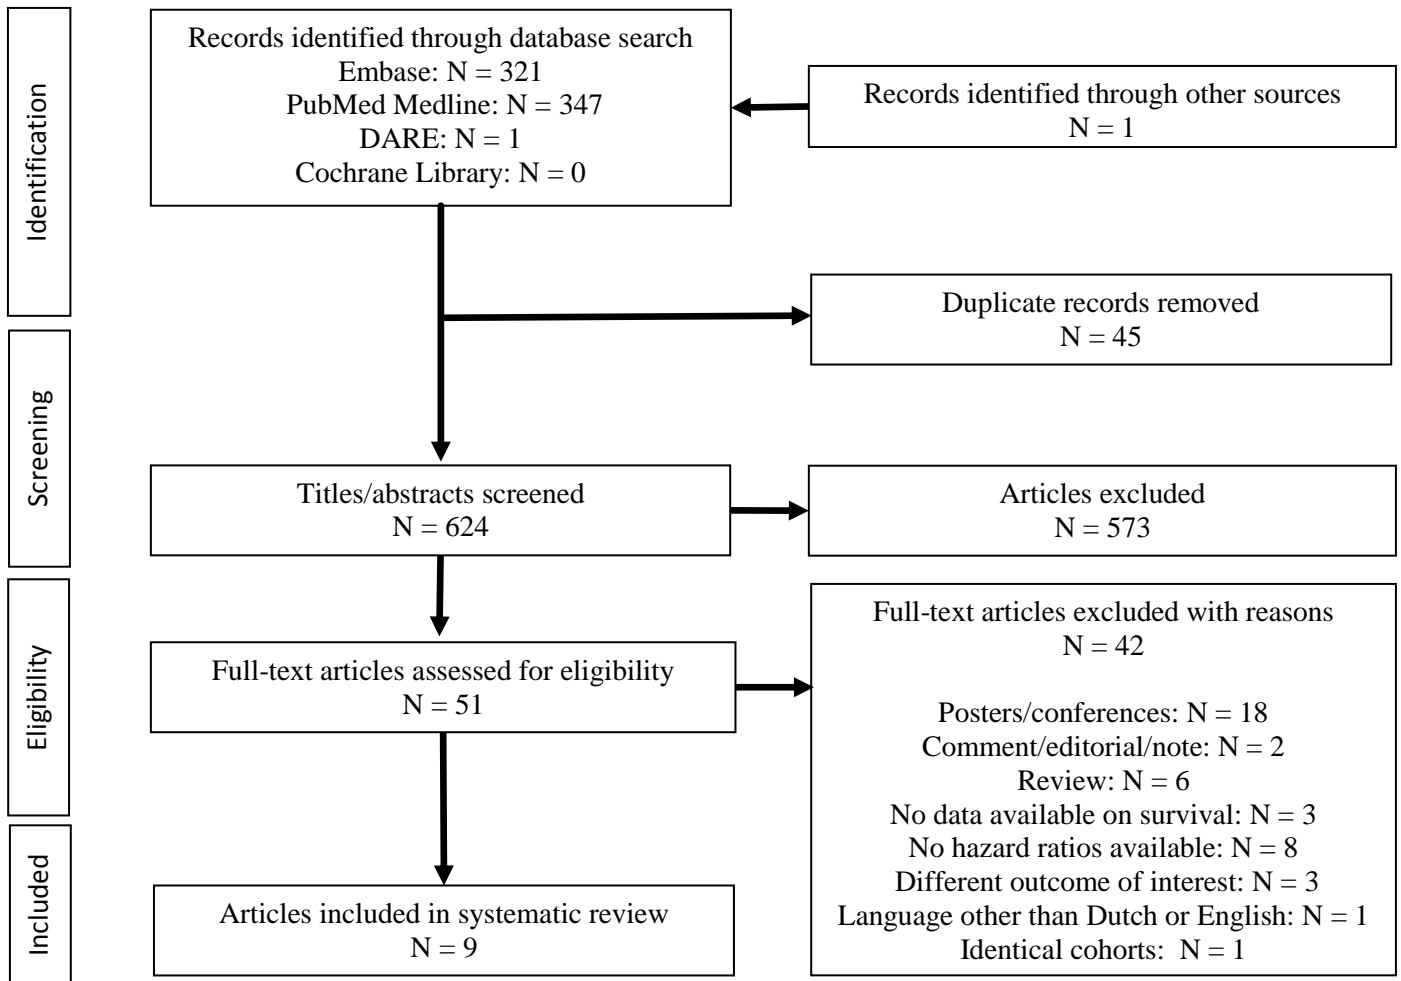 Identification
Records identified through database search
Embase: N = 321
PubMed Medline: N = 347
DARE: N = 1
Cochrane Library: N = 0
Records identified through other sources
N = 1
Duplicate records removed
N = 45
Screening
Titles/abstracts screened
N = 624
Articles excluded
N = 573
Eligibility
Full-text articles assessed for eligibility
N = 51
Full-text articles excluded with reasons
N = 42
Posters/conferences: N = 18
Comment/editorial/note: N = 2
Review: N = 6
No data available on survival: N = 3
No hazard ratios available: N = 8
Different outcome of interest: N = 3
Language other than Dutch or English: N = 1
Identical cohorts: N = 1
Included
Articles included in systematic review
N = 9